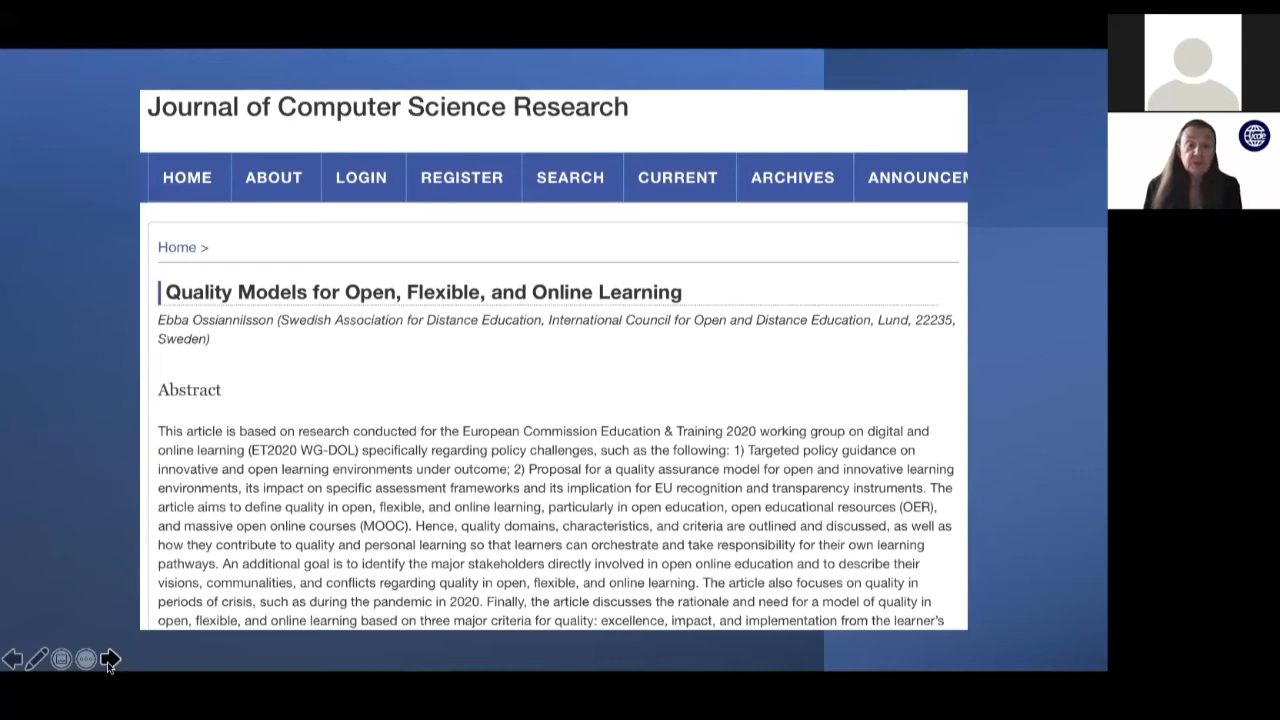 Journal of Computer Science Research
HOME ABOUT LOGIN REGISTER SEARCH CURRENT ARCHIVES ANNOUNCEM
Home >
Quality Models for Open, Flexible, and Online Learning
Ebba Ossiannilsson (Swedish Association for Distance Education, International Council for Open and Distance Education, Lund, 22235,
Sweden)
Abstract
This article is based on research conducted for the European Commission Education & Training 2020 working group on digital and
online learning (ET2020 WG-DOL) specifically regarding policy challenges, such as the following: 1) Targeted policy guidance on
innovative and open learning environments under outcome; 2) Proposal for a quality assurance model for open and innovative learning
environments, its impact on specific assessment frameworks and its implication for EU recognition and transparency instruments. The
article aims to define quality in open, flexible, and online learning, particularly in open education, open educational resources (OER),
and massive open online courses (MOOC). Hence, quality domains, characteristics, and criteria are outlined and discussed, as well as
how they contribute to quality and personal learning so that learners can orchestrate and take responsibility for their own learning
pathways. An additional goal is to identify the major stakeholders directly involved in open online education and to describe their
visions, communalities, and conflicts regarding quality in open, flexible, and online learning. The article also focuses on quality in
periods of crisis, such as during the pandemic in 2020. Finally, the article discusses the rationale and need for a model of quality in
open, flexible, and online learning based on three major criteria for quality: excellence, impact, and implementation from the learner's
icde